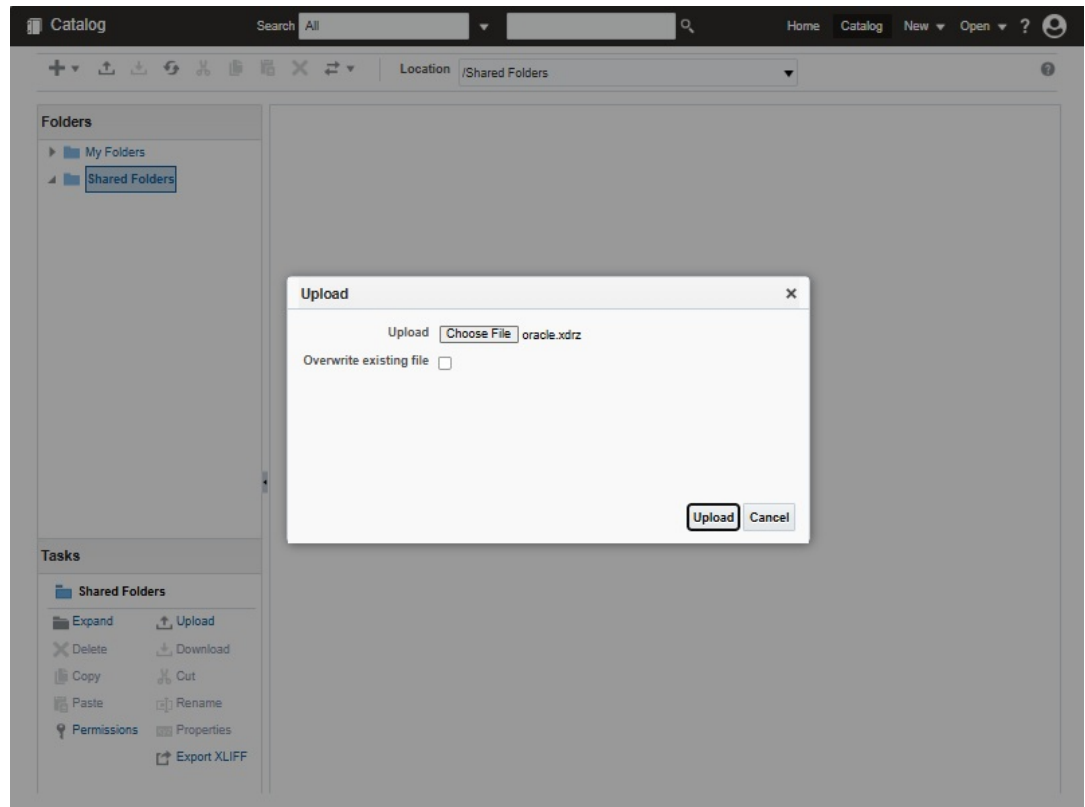 Catalog Search All Home Catalog New Open ?
Location /Shared Folders
Folders
My Folders
Shared Folders
Upload
Upload Choose File oracle.xdrz
Overwrite existing file
Upload Cancel
Tasks
Shared Folders
Expand Upload
Delete Download
Copy Cut
Paste Rename
Permissions Properties
Export XLIFF